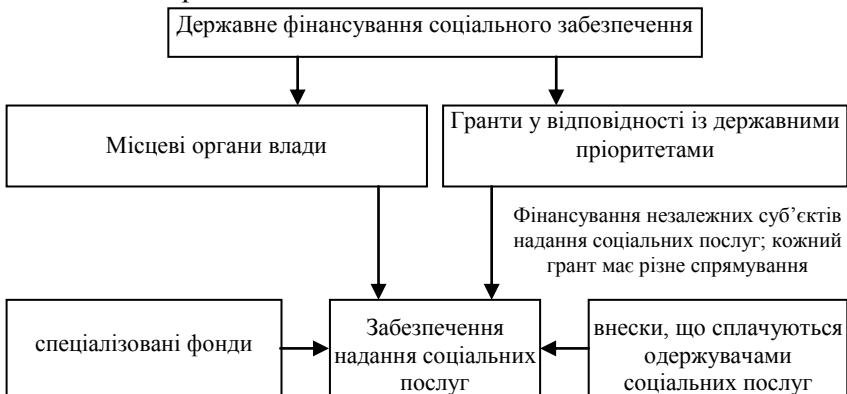 Державне фінансування соціального забезпечення
Місцеві органи влади
Гранти у відповідності із державними
пріоритетами
Фінансування незалежних суб’єктів
надання соціальних послуг; кожний
грант має різне спрямування
спеціалізовані фонди
Забезпечення
надання соціальних
послуг
внески, що сплачуються
одержувачами
соціальних послуг